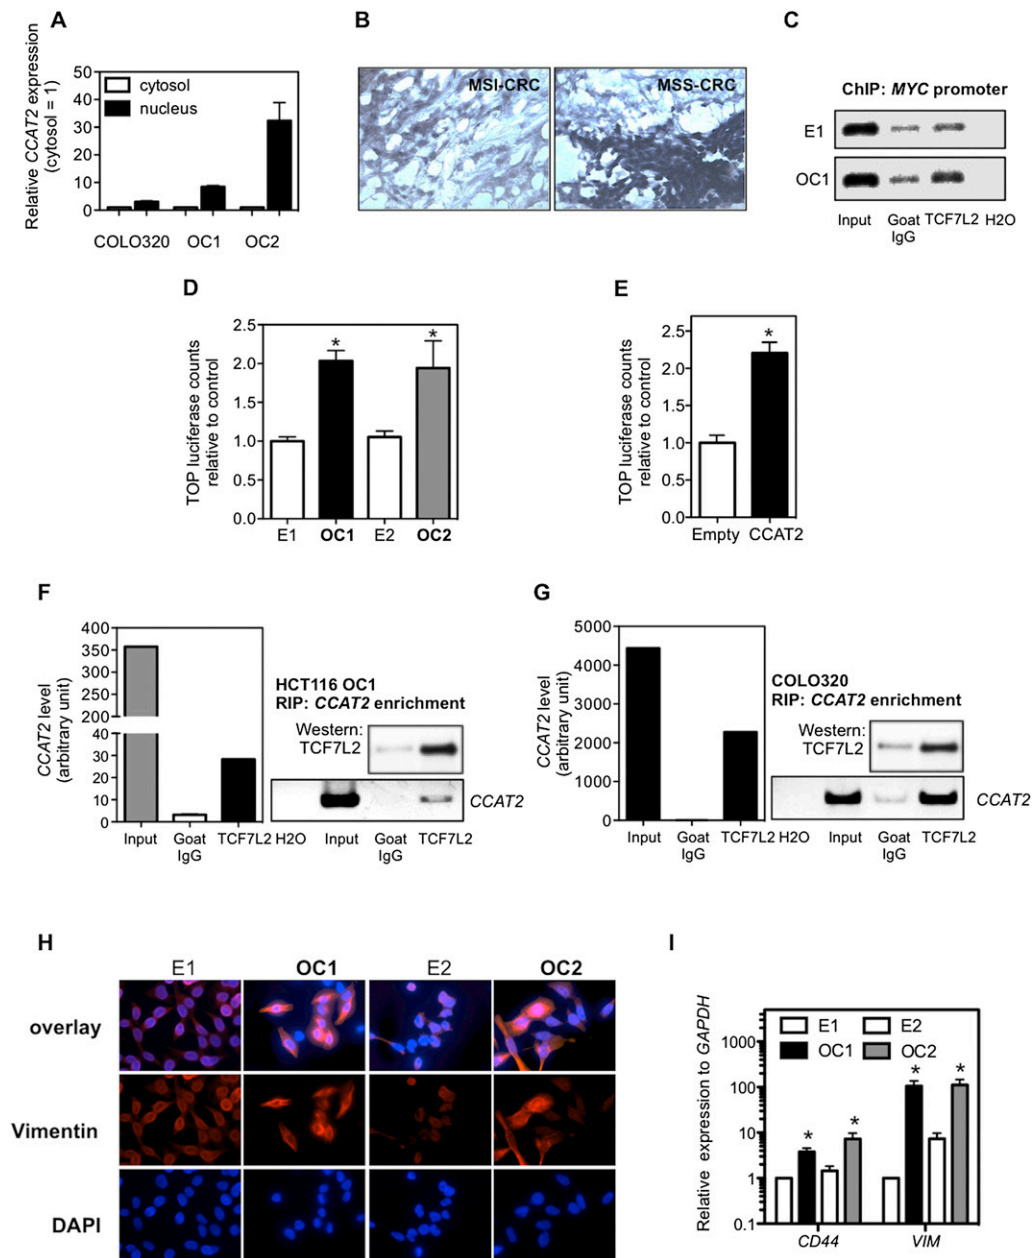 A
Relative CCAT2 expression
(cytosol = 1)
50
40
30
20
10
0
cytosol
nucleus
COLO320 OC1 OC2
B
MSI-CRC
MSS-CRC
C
ChIP: MYC promoter
E1
OC1
Input Goat IgG TCF7L2 H2O
D
TOP luciferase counts
relative to control
2.5
2.0
1.5
1.0
0.5
0.0
*
*
E1 OC1 E2 OC2
E
TOP luciferase counts
relative to control
2.5
2.0
1.5
1.0
0.5
0.0
*
Empty CCAT2
F
CCAT2 level
(arbitrary unit)
400
350
300
250
200
40
30
20
10
0
Input Goat IgG TCF7L2
HCT116 OC1
RIP: CCAT2 enrichment
Western:
TCF7L2
CCAT2
H2O Input Goat IgG TCF7L2
G
CCAT2 level
(arbitrary unit)
5000
4000
3000
2000
1000
0
Input Goat IgG TCF7L2
COLO320
RIP: CCAT2 enrichment
Western:
TCF7L2
CCAT2
H2O Input Goat IgG TCF7L2
H
E1 OC1 E2 OC2
overlay
Vimentin
DAPI
I
Relative expression to GAPDH
1000
100
10
1
0.1
E1 E2
OC1 OC2
*
*
*
*
CD44 VIM